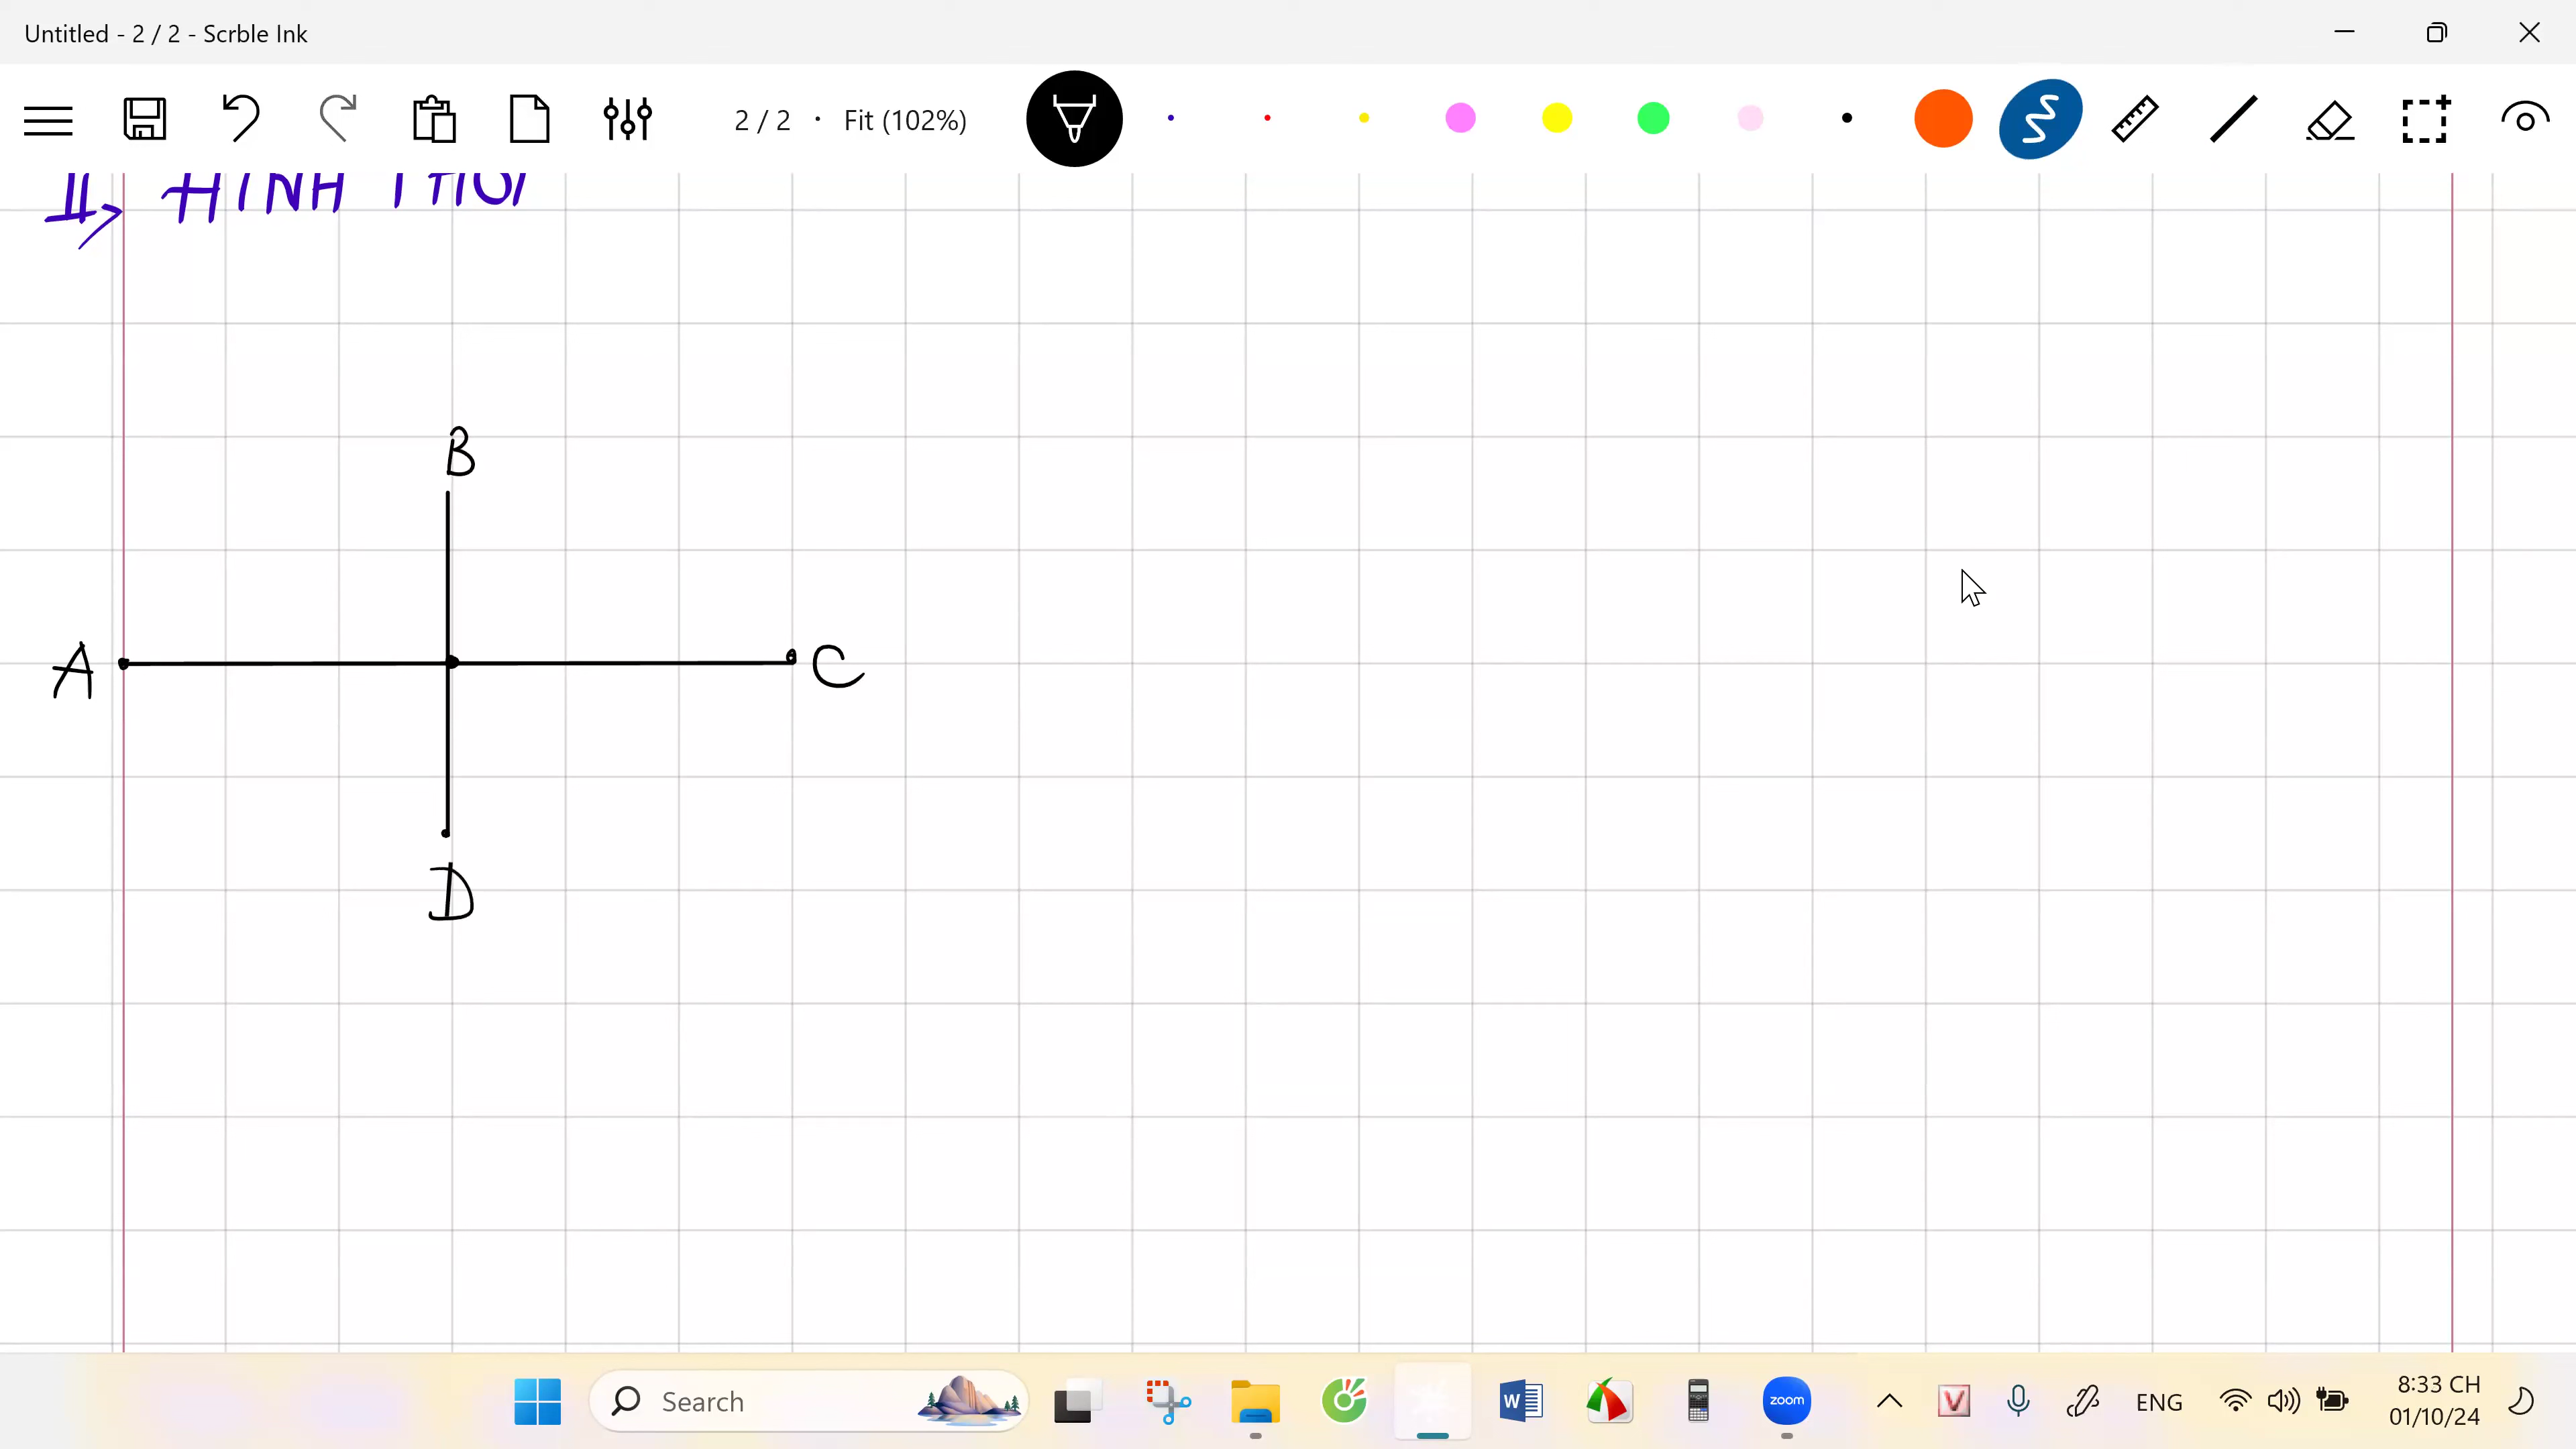 Untitled - 2 / 2 - Scrble Ink
2 / 2 · Fit (102%)
II, HÌNH THOI
B
A
C
D
Search
zoom
ENG
8:33 CH
01/10/24